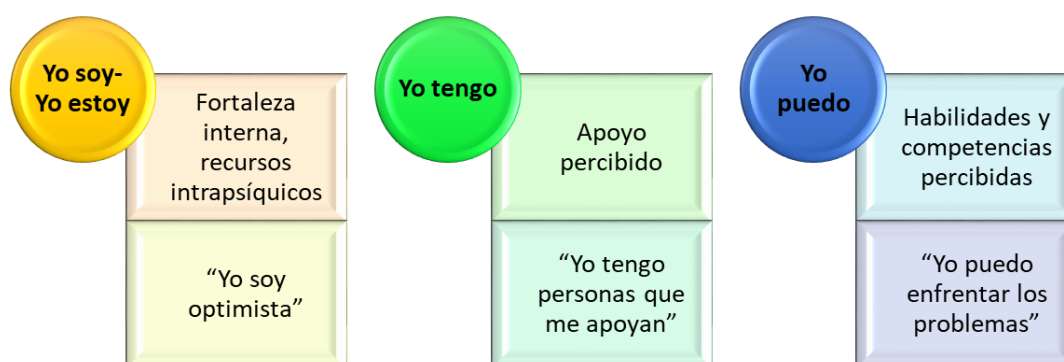 Yo soy-
Yo estoy
Fortaleza
interna,
recursos
intrapsíquicos
“Yo soy
optimista”
Yo tengo
Apoyo
percibido
“Yo tengo
personas que
me apoyan”
Yo
puedo
Habilidades y
competencias
percibidas
“Yo puedo
enfrentar los
problemas”